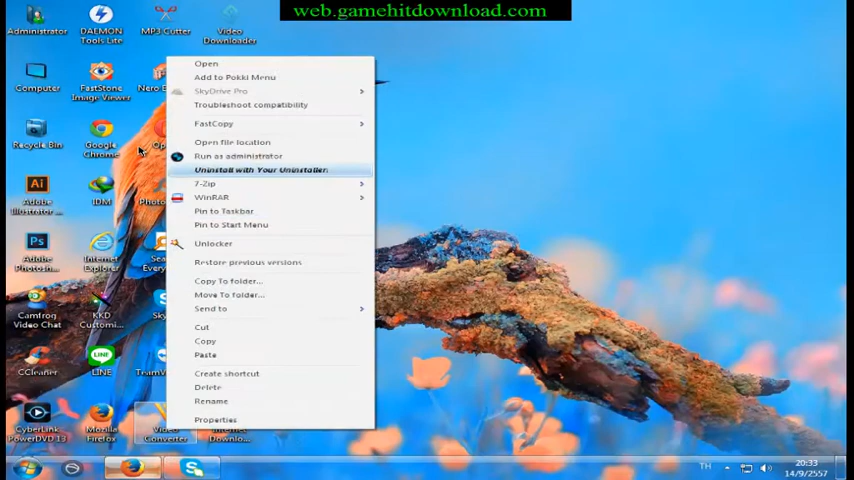 web.gamehitdownload.com
Administrator
DAEMON
Tools Lite
MP3 Cutter
Video
Downloader
Computer
FastStone
Image Viewer
Recycle Bin
Google
Chrome
Adobe
Illustrator ...
IDM
Adobe
Photosh...
Internet
Explorer
Camfrog
Video Chat
KKD
Customi...
CCleaner
LINE
CyberLink
PowerDVD 13
Mozilla
Firefox
Video
Converter
Internet
Downlo...
Open
Add to Pokki Menu
SkyDrive Pro
Troubleshoot compatibility
FastCopy
Open file location
Run as administrator
Uninstall with Your Uninstaller
7-Zip
WinRAR
Pin to Taskbar
Pin to Start Menu
Unlocker
Restore previous versions
Copy To folder...
Move To folder...
Send to
Cut
Copy
Paste
Create shortcut
Delete
Rename
Properties
TH
20:33
14/9/2557